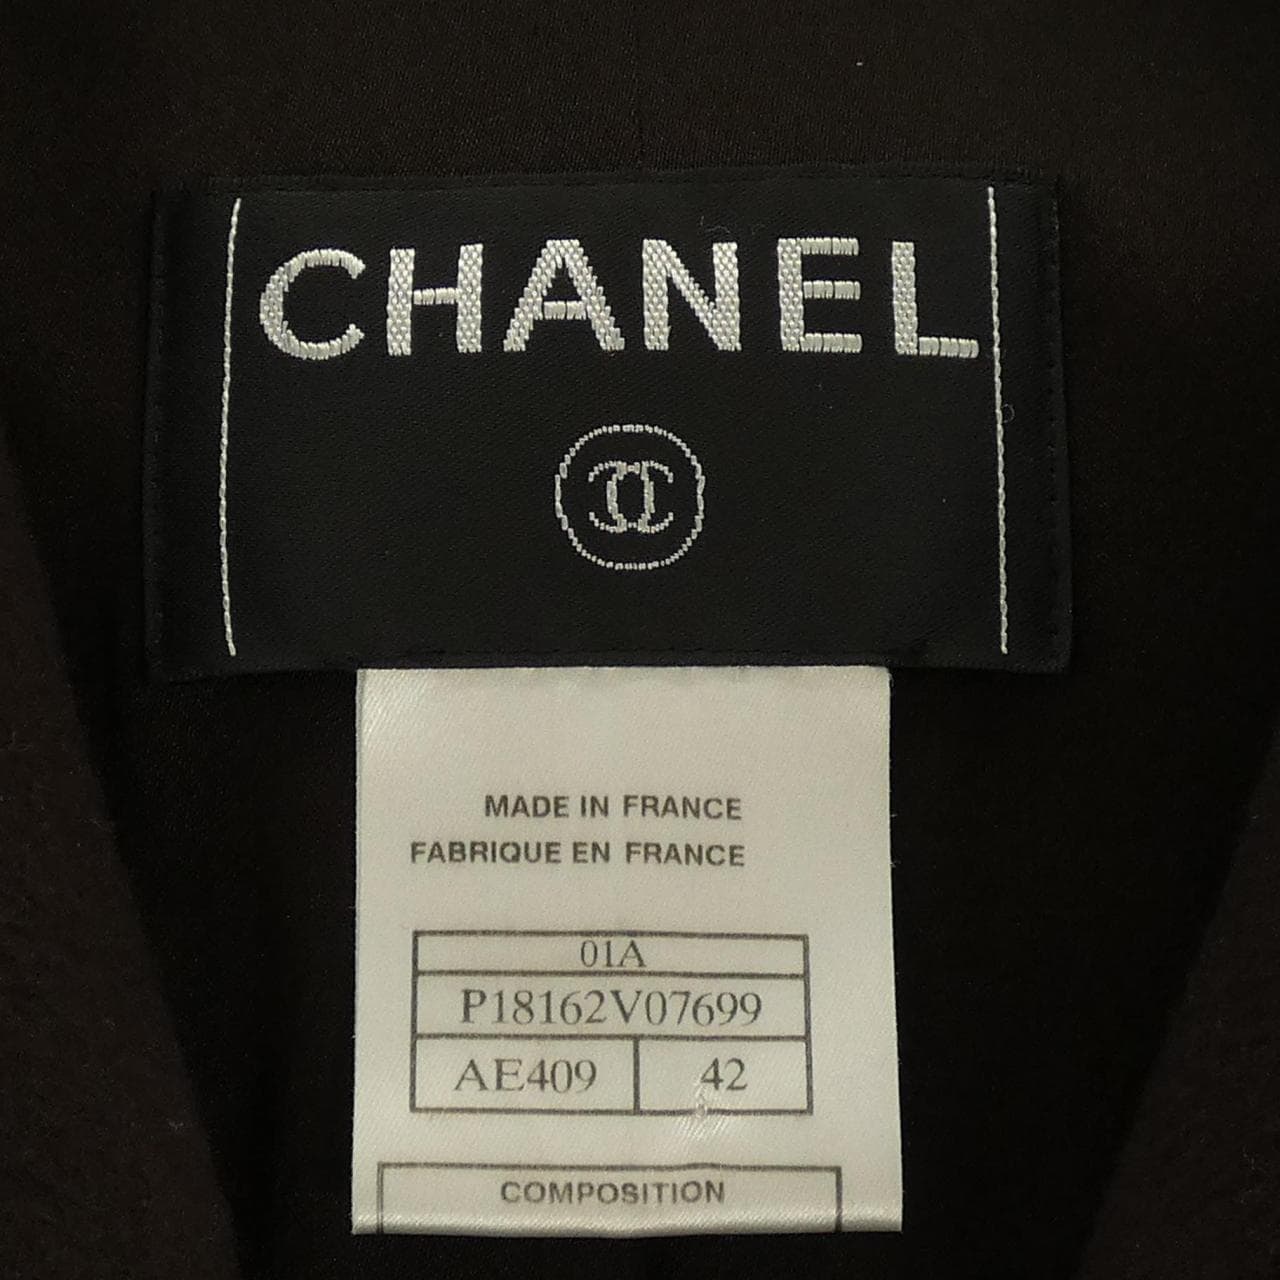 CHANEL
MADE IN FRANCE
FABRIQUE EN FRANCE
01A
P18162V07699
AE409 42
COMPOSITION